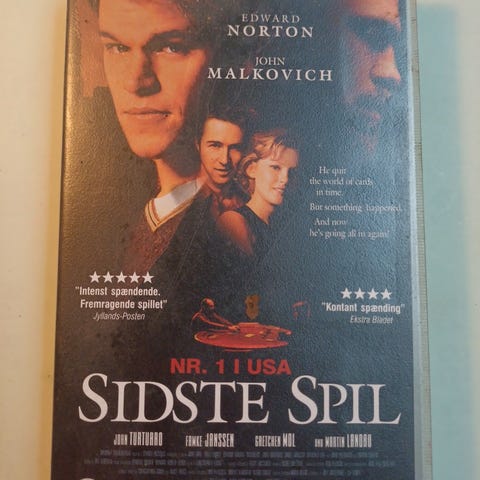 EDWARD
NORTON
JOHN
MALKOVICH
He quit
the world of cards
in time.
But something happened.
And now
he's going all in again!
★★★★★
"Intenst spændende.
Fremragende spillet"
Jyllands-Posten
★★★★
"Kontant spænding"
Ekstra Bladet
NR. 1 I USA
SIDSTE SPIL
JOHN TURTURRO FAMKE JANSSEN GRETCHEN MOL AND MARTIN LANDAU